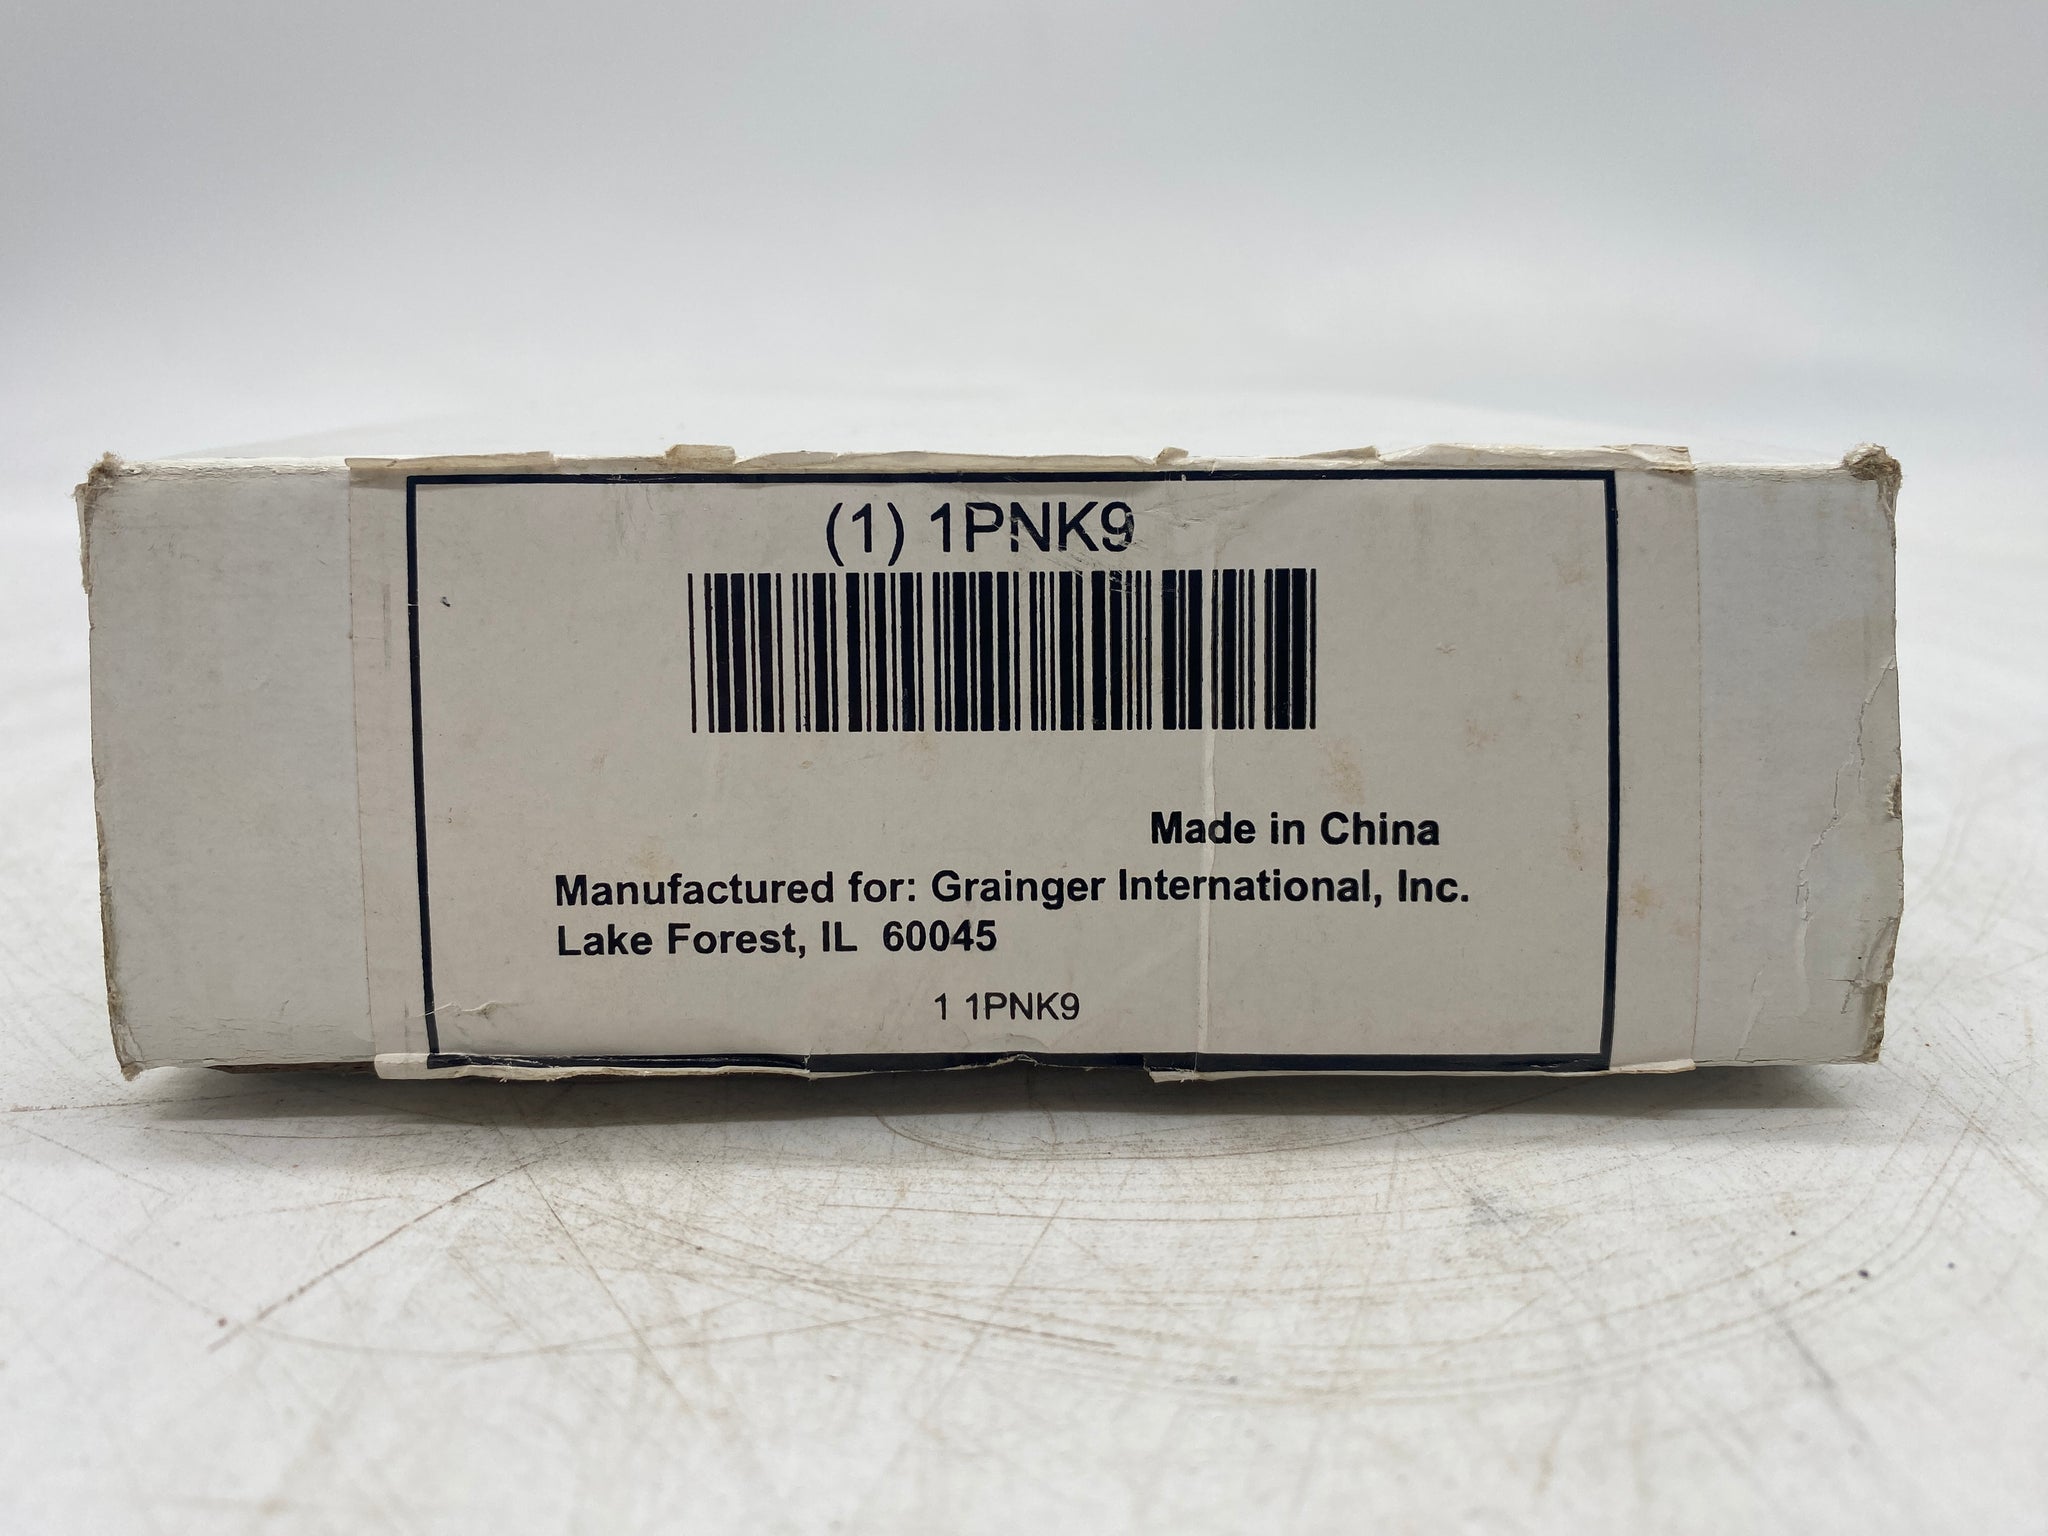 (1) 1PNK9
Made in China
Manufactured for: Grainger International, Inc.
Lake Forest, IL 60045
1 1PNK9